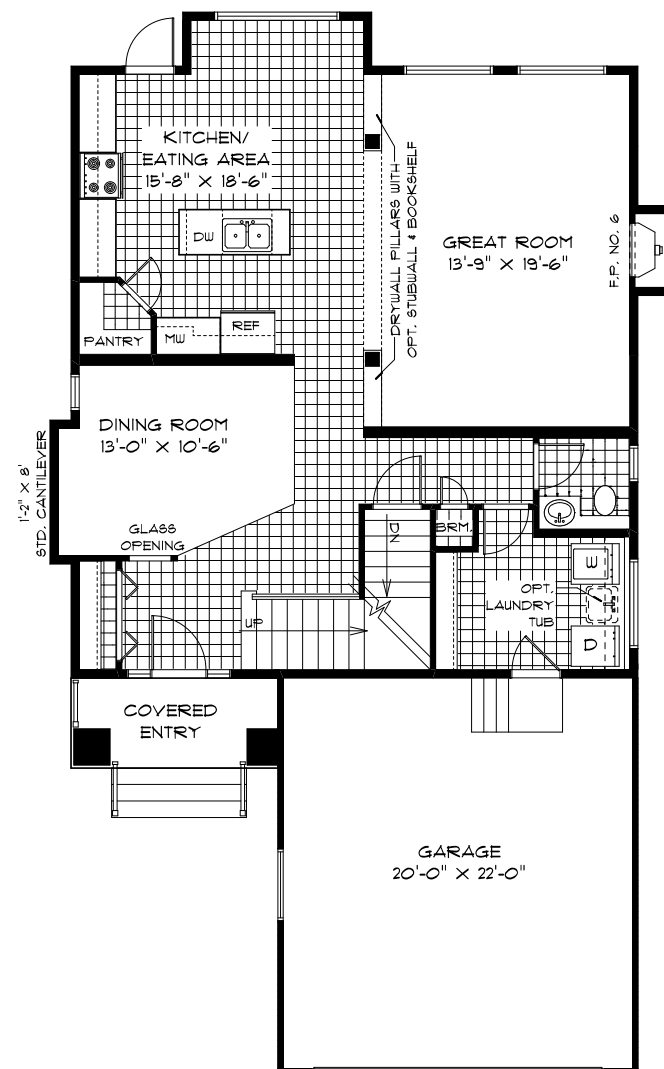 KITCHEN/
EATING AREA
15'-8" X 18'-6"
DW
DRYWALL PILLARS WITH
OPT. STUBWALL & BOOKSHELF
GREAT ROOM
13'-9" X 19'-6"
F.P. NO. 6
PANTRY
MW
REF
DINING ROOM
13'-0" X 10'-6"
1'-2" X 8'
STD. CANTILEVER
GLASS
OPENING
DN
BRM.
W
OPT.
LAUNDRY
TUB
D
UP
COVERED
ENTRY
GARAGE
20'-0" X 22'-0"